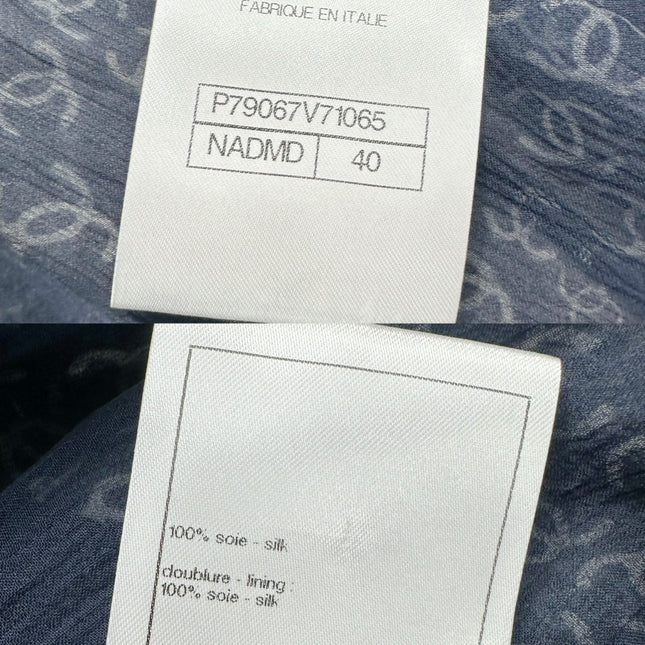 FABRIQUE EN ITALIE
P79067V71065
NADMD 40
100% soie - silk
doublure - lining :
100% soie - silk